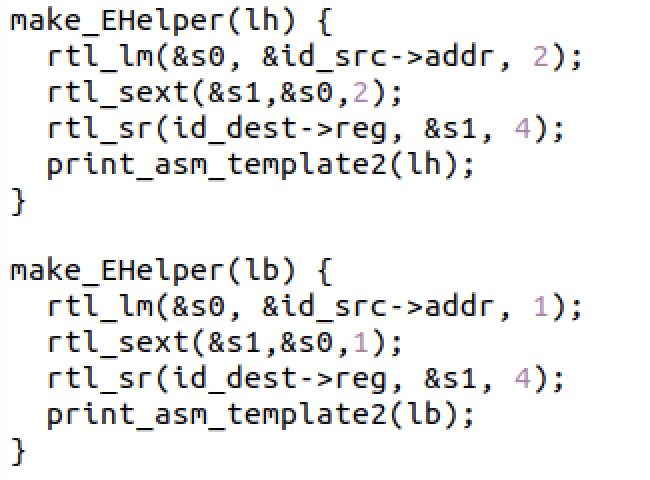 make_EHelper(lh) {
  rtl_lm(&s0, &id_src->addr, 2);
  rtl_sext(&s1,&s0,2);
  rtl_sr(id_dest->reg, &s1, 4);
  print_asm_template2(lh);
}

make_EHelper(lb) {
  rtl_lm(&s0, &id_src->addr, 1);
  rtl_sext(&s1,&s0,1);
  rtl_sr(id_dest->reg, &s1, 4);
  print_asm_template2(lb);
}